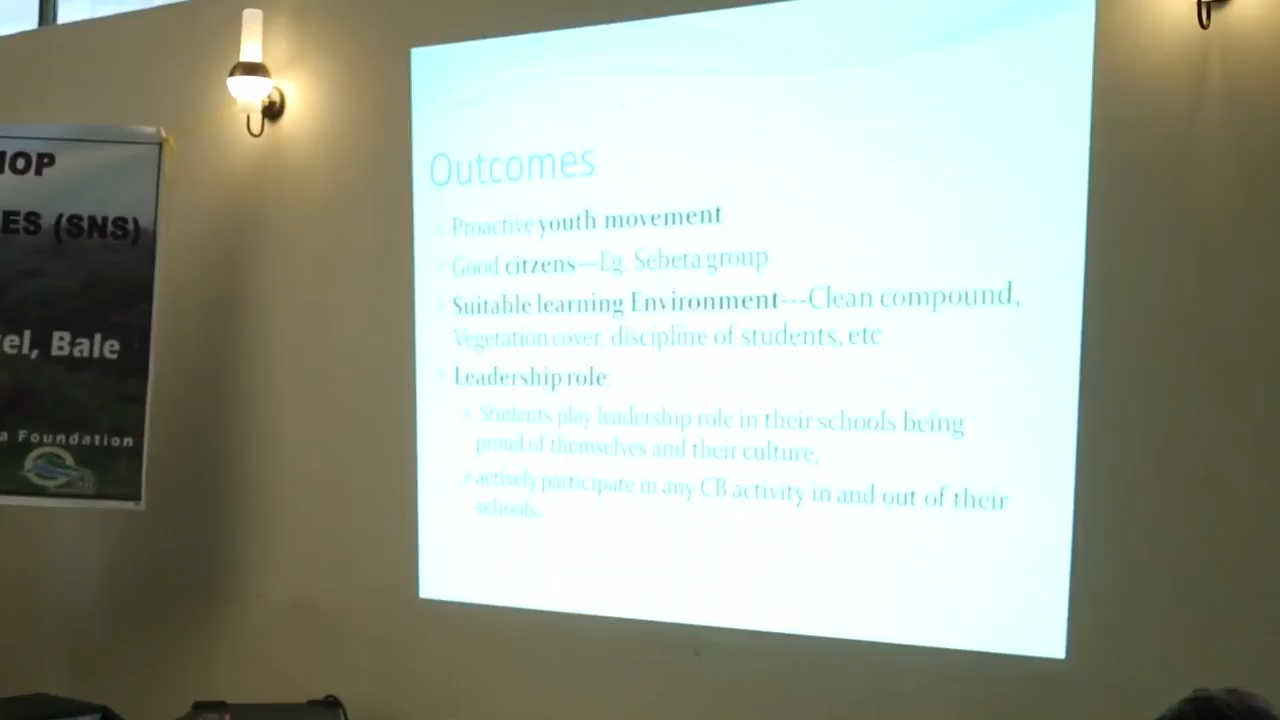 IOP
ES (SNS)
el, Bale
a Foundation
Outcomes
Proactive youth movement
Good citzens—Eg. Sebeta group
Suitable learning Environment---Clean compound,
Vegetation cover, discipline of students, etc
Leadership role:
Students play leadership role in their schools being
proud of themselves and their culture,
actively participate in any CB activity in and out of their
schools.